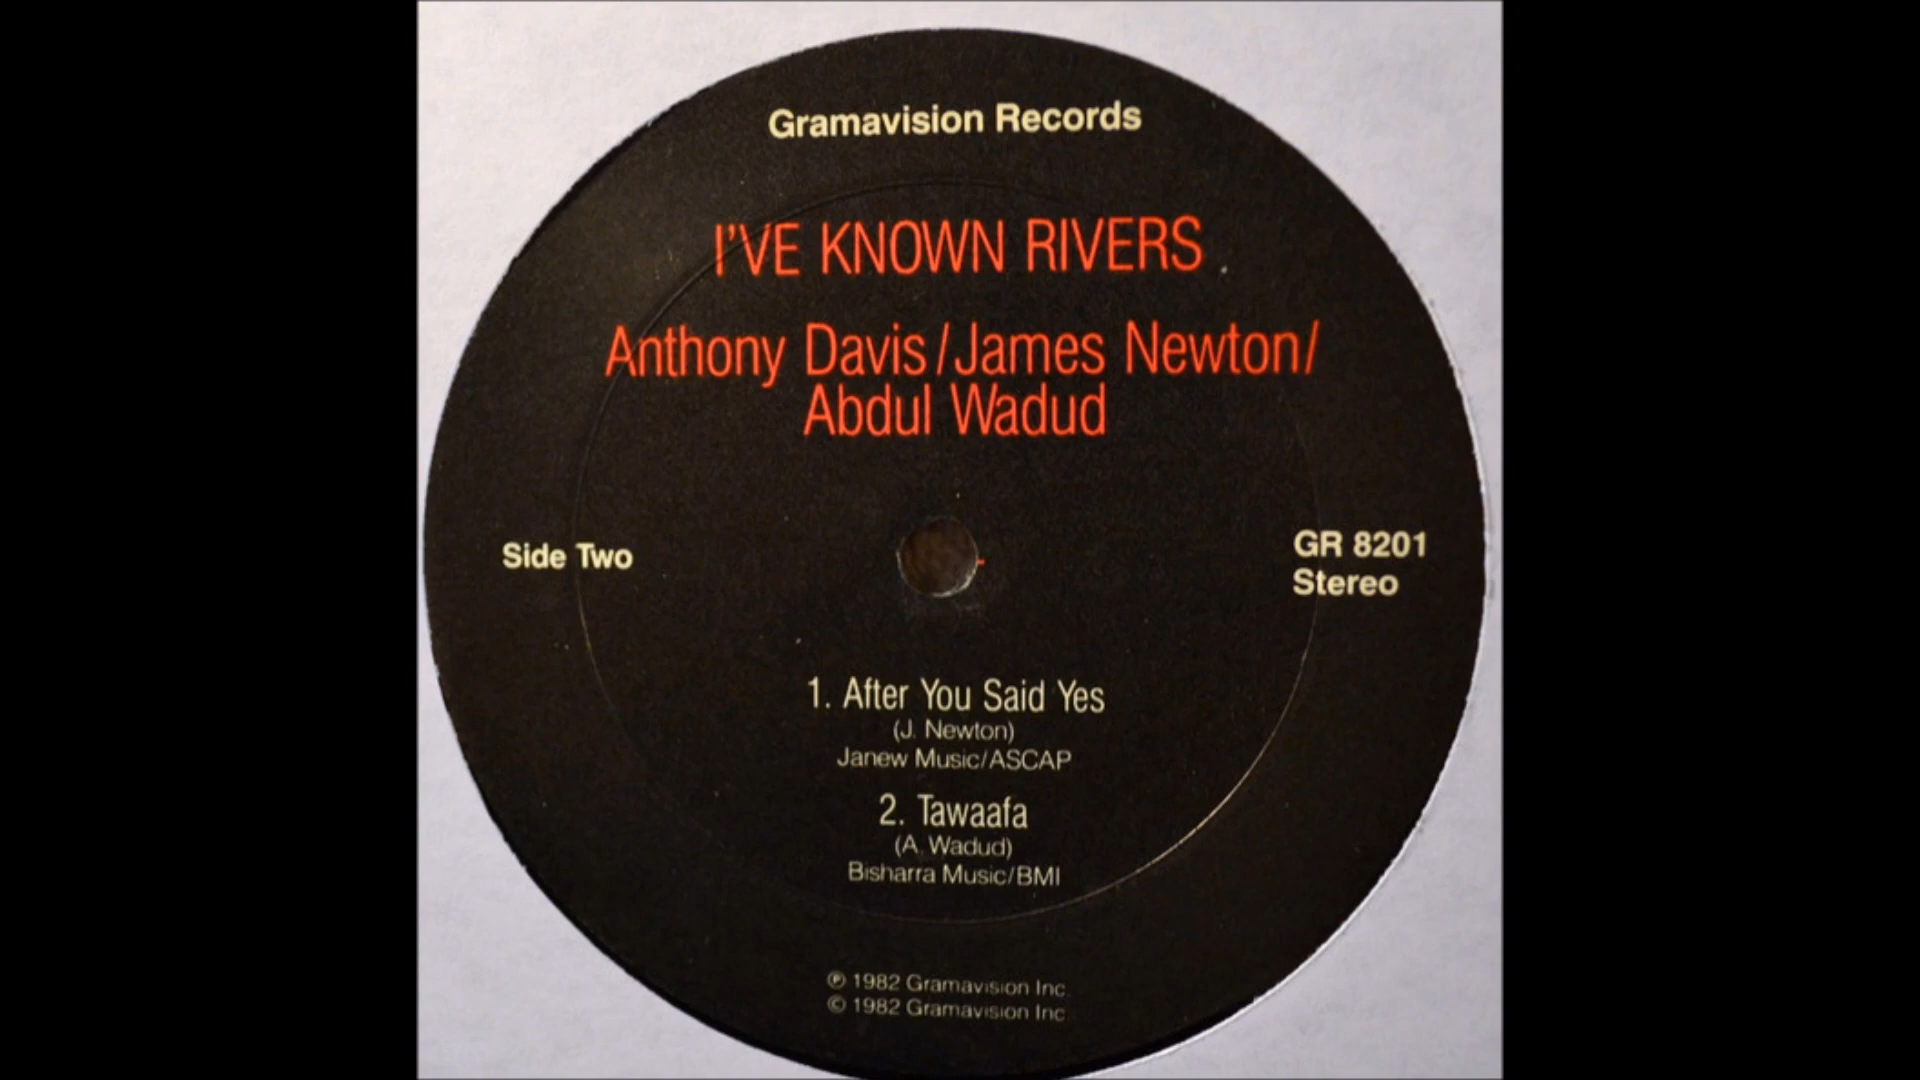 Gramavision Records
I'VE KNOWN RIVERS
Anthony Davis/James Newton/
Abdul Wadud
Side Two
GR 8201
Stereo
1. After You Said Yes
(J. Newton)
Janew Music/ASCAP
2. Tawaafa
(A. Wadud)
Bisharra Music/BMI
℗ 1982 Gramavision Inc.
© 1982 Gramavision Inc.